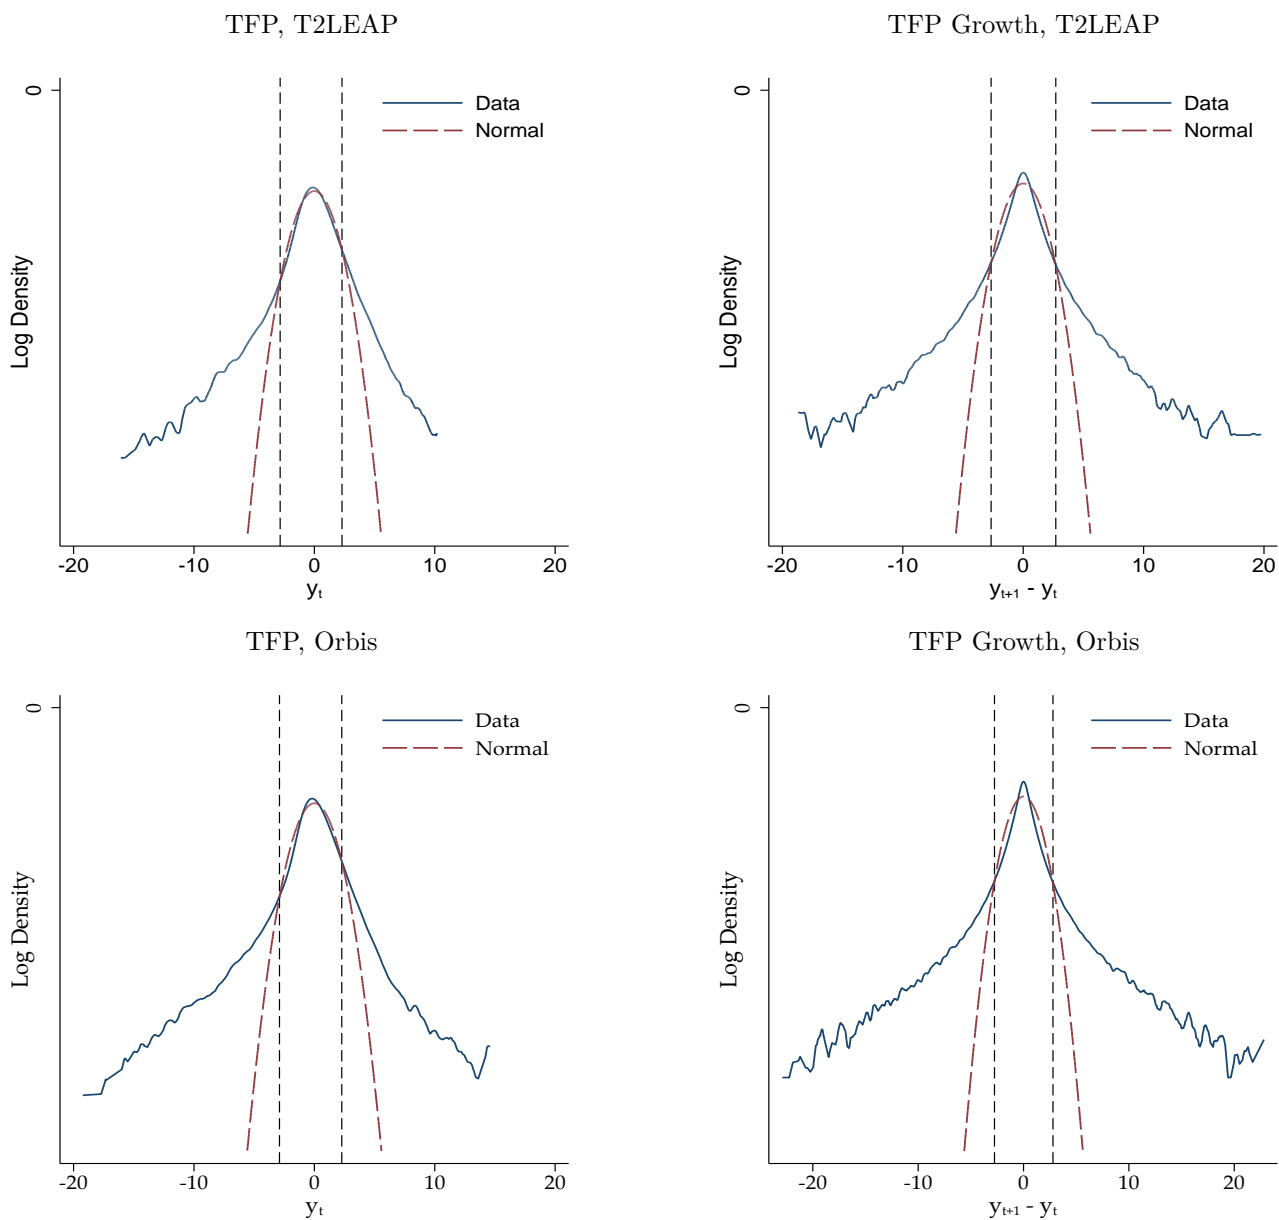 TFP, T2LEAP
0
Log Density
Data
Normal
-20 -10 0 10 20
yt
TFP Growth, T2LEAP
0
Log Density
Data
Normal
-20 -10 0 10 20
yt+1 - yt
TFP, Orbis
0
Log Density
Data
Normal
-20 -10 0 10 20
yt
TFP Growth, Orbis
0
Log Density
Data
Normal
-20 -10 0 10 20
yt+1 - yt